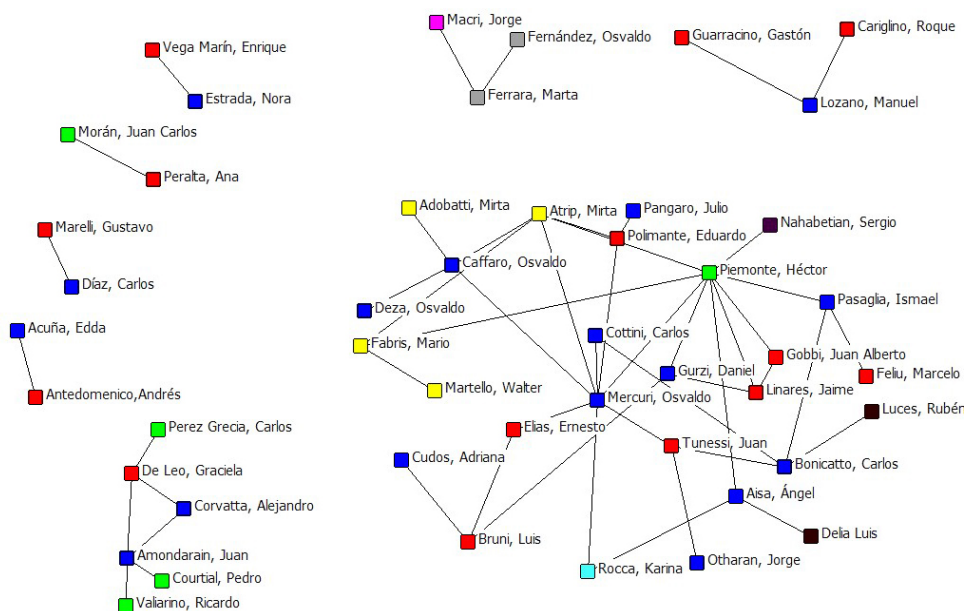 Macri, Jorge
Fernández, Osvaldo
Ferrara, Marta
Guarracino, Gastón
Cariglino, Roque
Lozano, Manuel
Vega Marín, Enrique
Estrada, Nora
Morán, Juan Carlos
Peralta, Ana
Marelli, Gustavo
Díaz, Carlos
Acuña, Edda
Antedomenico,Andrés
Perez Grecia, Carlos
De Leo, Graciela
Corvatta, Alejandro
Amondarain, Juan
Courtial, Pedro
Valiarino, Ricardo
Adobatti, Mirta
Atrip, Mirta
Pangaro, Julio
Nahabetian, Sergio
Polimante, Eduardo
Caffaro, Osvaldo
Piemonte, Héctor
Deza, Osvaldo
Pasaglia, Ismael
Cottini, Carlos
Fabris, Mario
Gobbi, Juan Alberto
Gurzi, Daniel
Feliu, Marcelo
Martello, Walter
Linares, Jaime
Mercuri, Osvaldo
Luces, Rubén
Elias, Ernesto
Tunessi, Juan
Cudos, Adriana
Bonicatto, Carlos
Aisa, Ángel
Bruni, Luis
Delia Luis
Rocca, Karina
Otharan, Jorge